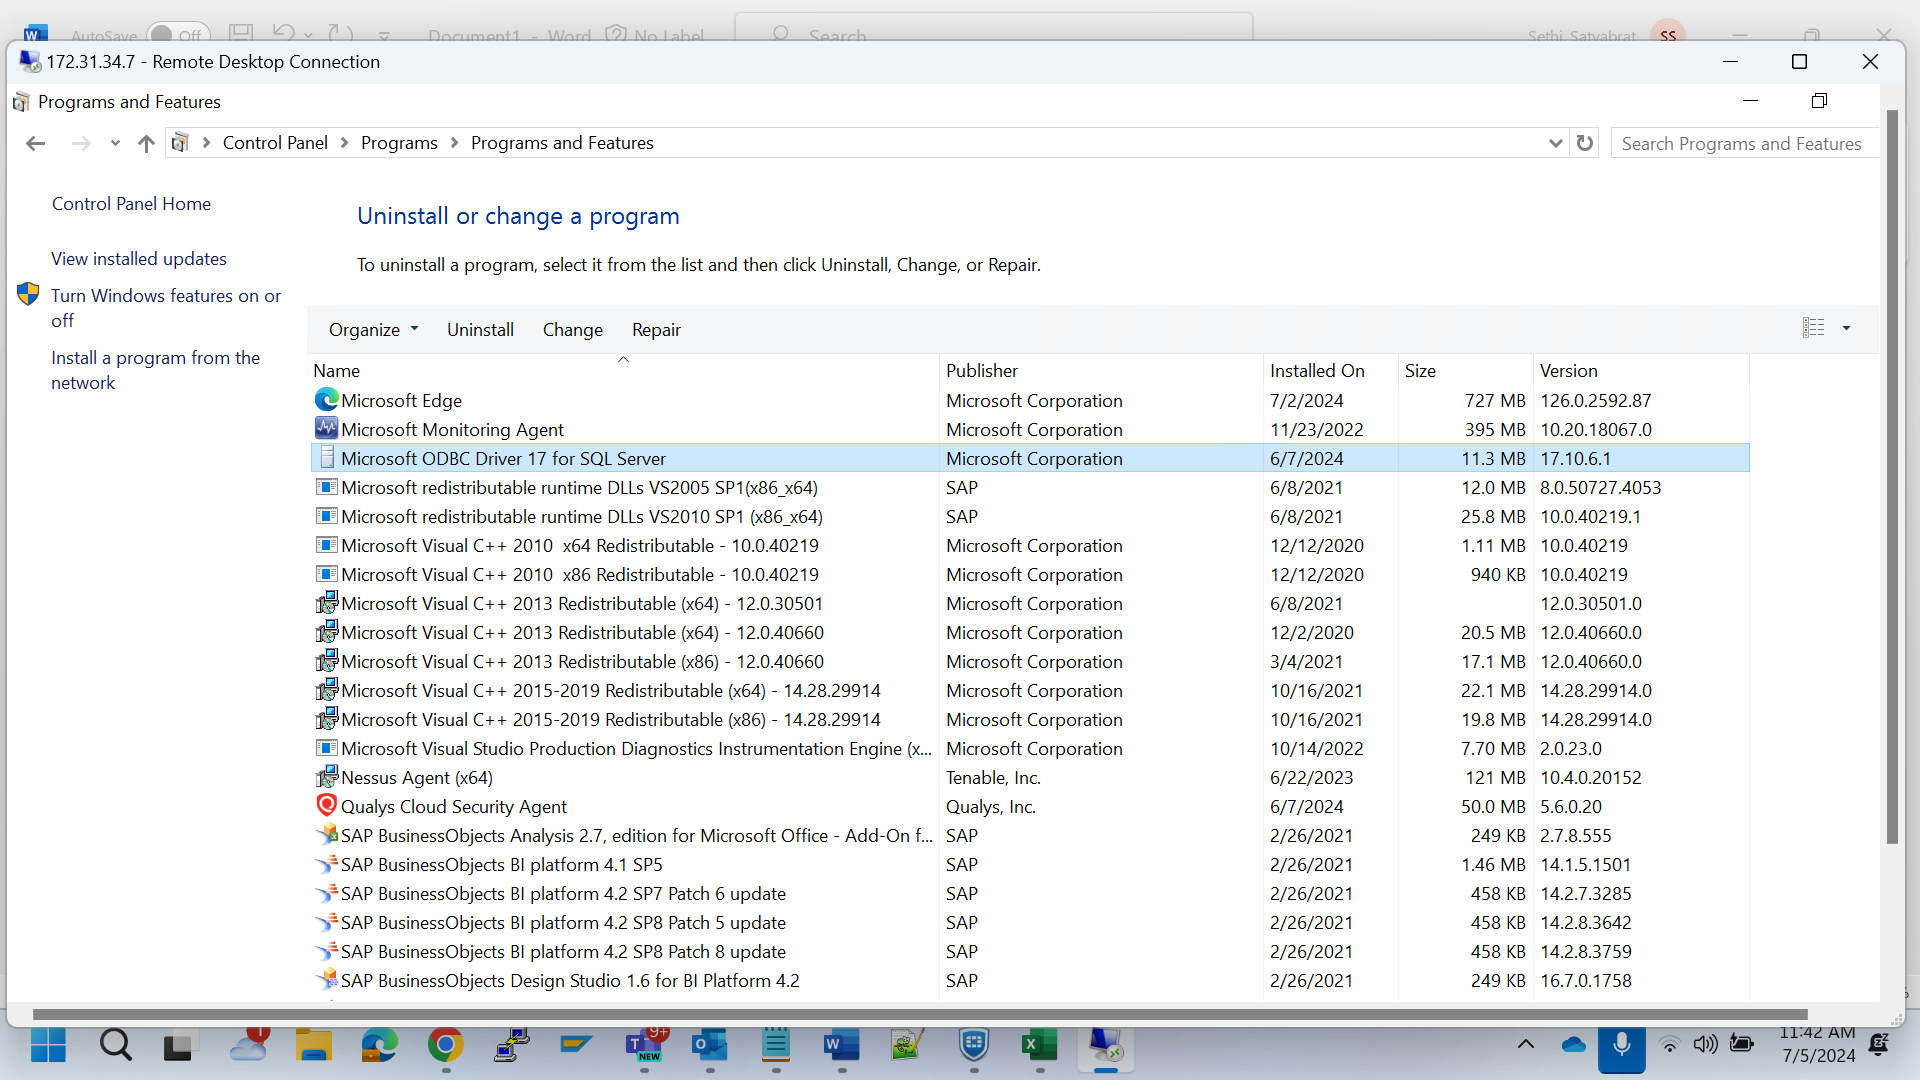 AutoSave Off Document1 - Word No Label Search Sethi, Satyabrat SS
172.31.34.7 - Remote Desktop Connection
Programs and Features
Control Panel > Programs > Programs and Features
Search Programs and Features
Control Panel Home
View installed updates
Turn Windows features on or
off
Install a program from the
network
Uninstall or change a program
To uninstall a program, select it from the list and then click Uninstall, Change, or Repair.
Organize Uninstall Change Repair
Name Publisher Installed On Size Version
Microsoft Edge Microsoft Corporation 7/2/2024 727 MB 126.0.2592.87
Microsoft Monitoring Agent Microsoft Corporation 11/23/2022 395 MB 10.20.18067.0
Microsoft ODBC Driver 17 for SQL Server Microsoft Corporation 6/7/2024 11.3 MB 17.10.6.1
Microsoft redistributable runtime DLLs VS2005 SP1(x86_x64) SAP 6/8/2021 12.0 MB 8.0.50727.4053
Microsoft redistributable runtime DLLs VS2010 SP1 (x86_x64) SAP 6/8/2021 25.8 MB 10.0.40219.1
Microsoft Visual C++ 2010  x64 Redistributable - 10.0.40219 Microsoft Corporation 12/12/2020 1.11 MB 10.0.40219
Microsoft Visual C++ 2010  x86 Redistributable - 10.0.40219 Microsoft Corporation 12/12/2020 940 KB 10.0.40219
Microsoft Visual C++ 2013 Redistributable (x64) - 12.0.30501 Microsoft Corporation 6/8/2021 12.0.30501.0
Microsoft Visual C++ 2013 Redistributable (x64) - 12.0.40660 Microsoft Corporation 12/2/2020 20.5 MB 12.0.40660.0
Microsoft Visual C++ 2013 Redistributable (x86) - 12.0.40660 Microsoft Corporation 3/4/2021 17.1 MB 12.0.40660.0
Microsoft Visual C++ 2015-2019 Redistributable (x64) - 14.28.29914 Microsoft Corporation 10/16/2021 22.1 MB 14.28.29914.0
Microsoft Visual C++ 2015-2019 Redistributable (x86) - 14.28.29914 Microsoft Corporation 10/16/2021 19.8 MB 14.28.29914.0
Microsoft Visual Studio Production Diagnostics Instrumentation Engine (x... Microsoft Corporation 10/14/2022 7.70 MB 2.0.23.0
Nessus Agent (x64) Tenable, Inc. 6/22/2023 121 MB 10.4.0.20152
Qualys Cloud Security Agent Qualys, Inc. 6/7/2024 50.0 MB 5.6.0.20
SAP BusinessObjects Analysis 2.7, edition for Microsoft Office - Add-On f... SAP 2/26/2021 249 KB 2.7.8.555
SAP BusinessObjects BI platform 4.1 SP5 SAP 2/26/2021 1.46 MB 14.1.5.1501
SAP BusinessObjects BI platform 4.2 SP7 Patch 6 update SAP 2/26/2021 458 KB 14.2.7.3285
SAP BusinessObjects BI platform 4.2 SP8 Patch 5 update SAP 2/26/2021 458 KB 14.2.8.3642
SAP BusinessObjects BI platform 4.2 SP8 Patch 8 update SAP 2/26/2021 458 KB 14.2.8.3759
SAP BusinessObjects Design Studio 1.6 for BI Platform 4.2 SAP 2/26/2021 249 KB 16.7.0.1758
1 9+ NEW 11:42 AM
7/5/2024